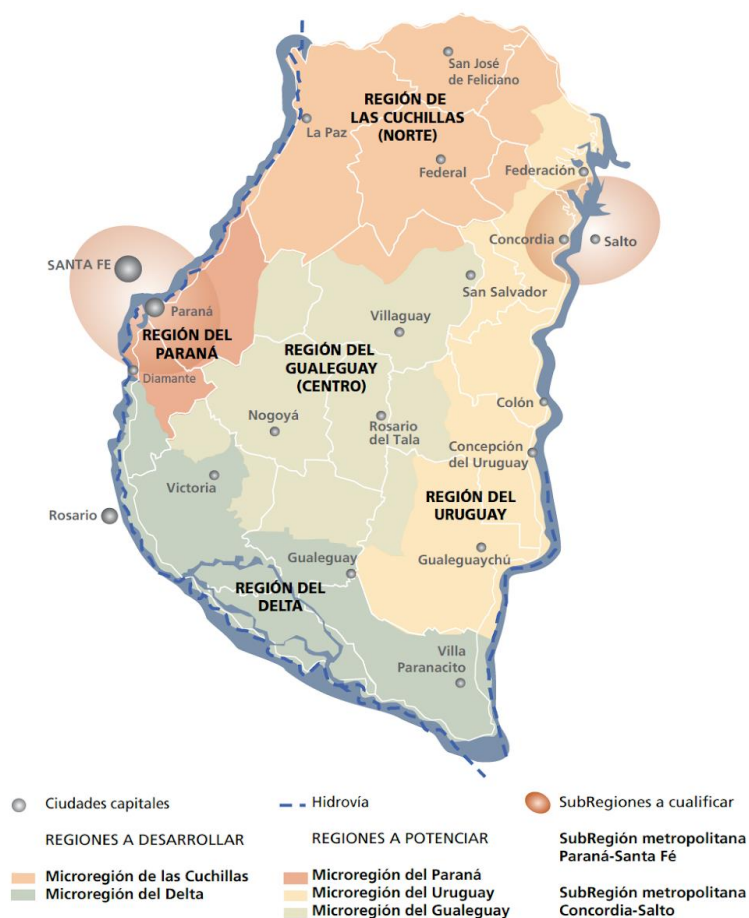 San José
de Feliciano
REGIÓN DE
LAS CUCHILLAS
(NORTE)
La Paz
Federal
Federación
SANTA FE
Concordia
Salto
San Salvador
Paraná
Villaguay
REGIÓN DEL
PARANÁ
REGIÓN DEL
GUALEGUAY
(CENTRO)
Diamante
Colón
Nogoyá
Rosario
del Tala
Concepción
del Uruguay
Victoria
REGIÓN DEL
URUGUAY
Rosario
Gualeguay
Gualeguaychú
REGIÓN DEL
DELTA
Villa
Paranacito
Ciudades capitales
Hidrovía
SubRegiones a cualificar
REGIONES A DESARROLLAR
REGIONES A POTENCIAR
SubRegión metropolitana
Paraná-Santa Fé
Microregión de las Cuchillas
Microregión del Delta
Microregión del Paraná
Microregión del Uruguay
Microregión del Gualeguay
SubRegión metropolitana
Concordia-Salto